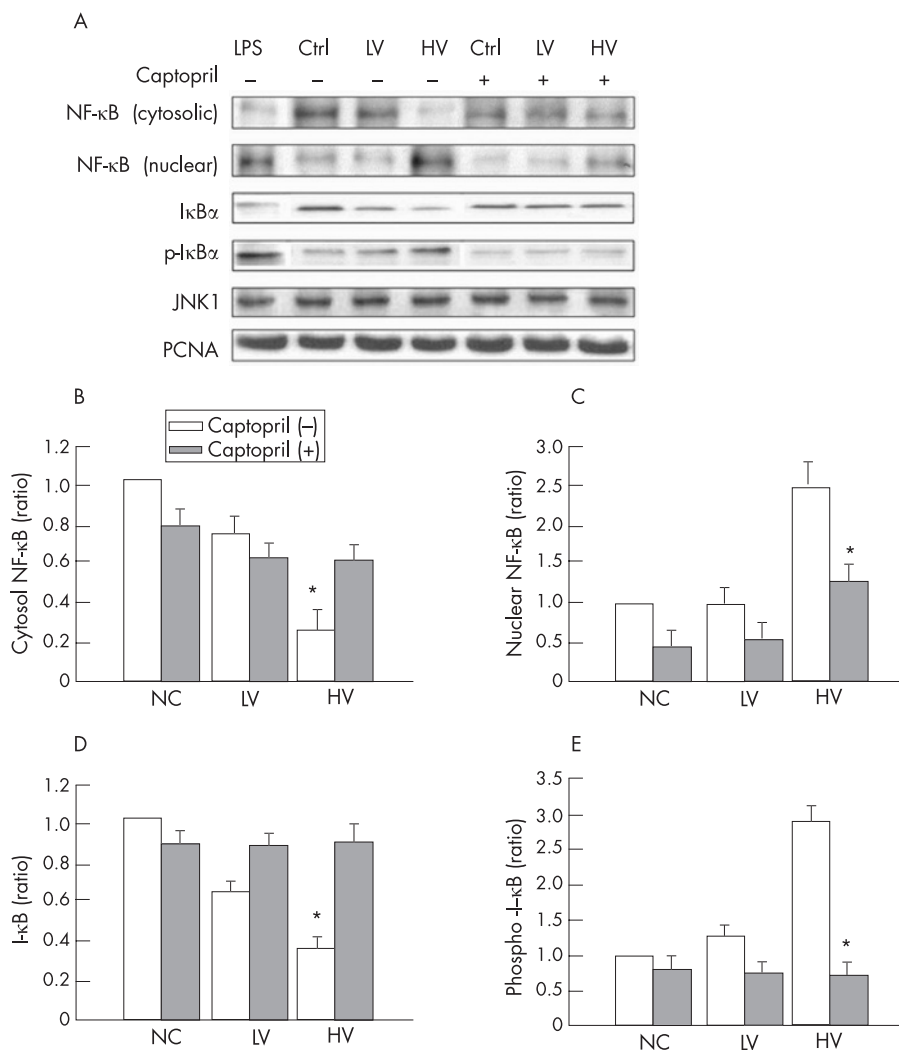 A
LPS Ctrl LV HV Ctrl LV HV
Captopril – – – – + + +
NF-κB (cytosolic)
NF-κB (nuclear)
IκBα
p-IκBα
JNK1
PCNA
B
Captopril (–)
Captopril (+)
1.2
1.0
0.8
0.6
0.4
0.2
0
Cytosol NF-κB (ratio)
*
NC LV HV
C
3.0
2.5
2.0
1.5
1.0
0.5
0
Nuclear NF-κB (ratio)
*
NC LV HV
D
1.2
1.0
0.8
0.6
0.4
0.2
0
I-κB (ratio)
*
NC LV HV
E
3.5
3.0
2.5
2.0
1.5
1.0
0.5
0
Phospho -I–κB (ratio)
*
NC LV HV